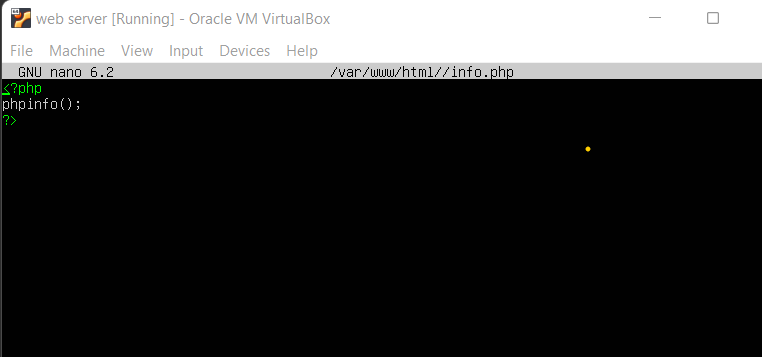 web server [Running] - Oracle VM VirtualBox
File Machine View Input Devices Help
GNU nano 6.2 /var/www/html//info.php
<?php
phpinfo();
?>